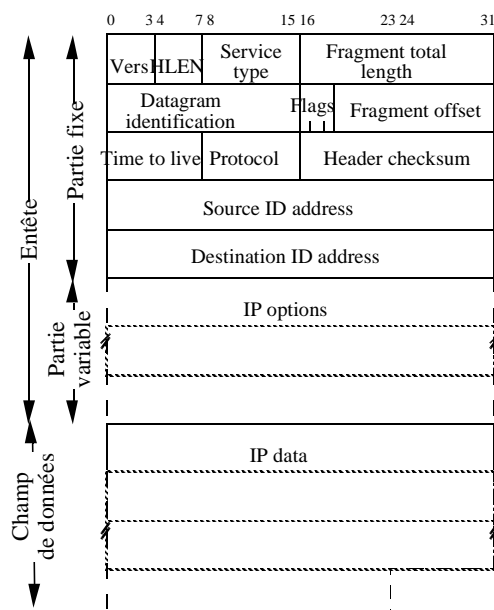 0 3 4 7 8 15 16 23 24 31
Vers HLEN Service type Fragment total length
Datagram identification Flags Fragment offset
Time to live Protocol Header checksum
Source ID address
Destination ID address
IP options
IP data
Entête
Partie fixe
Partie variable
Champ de données